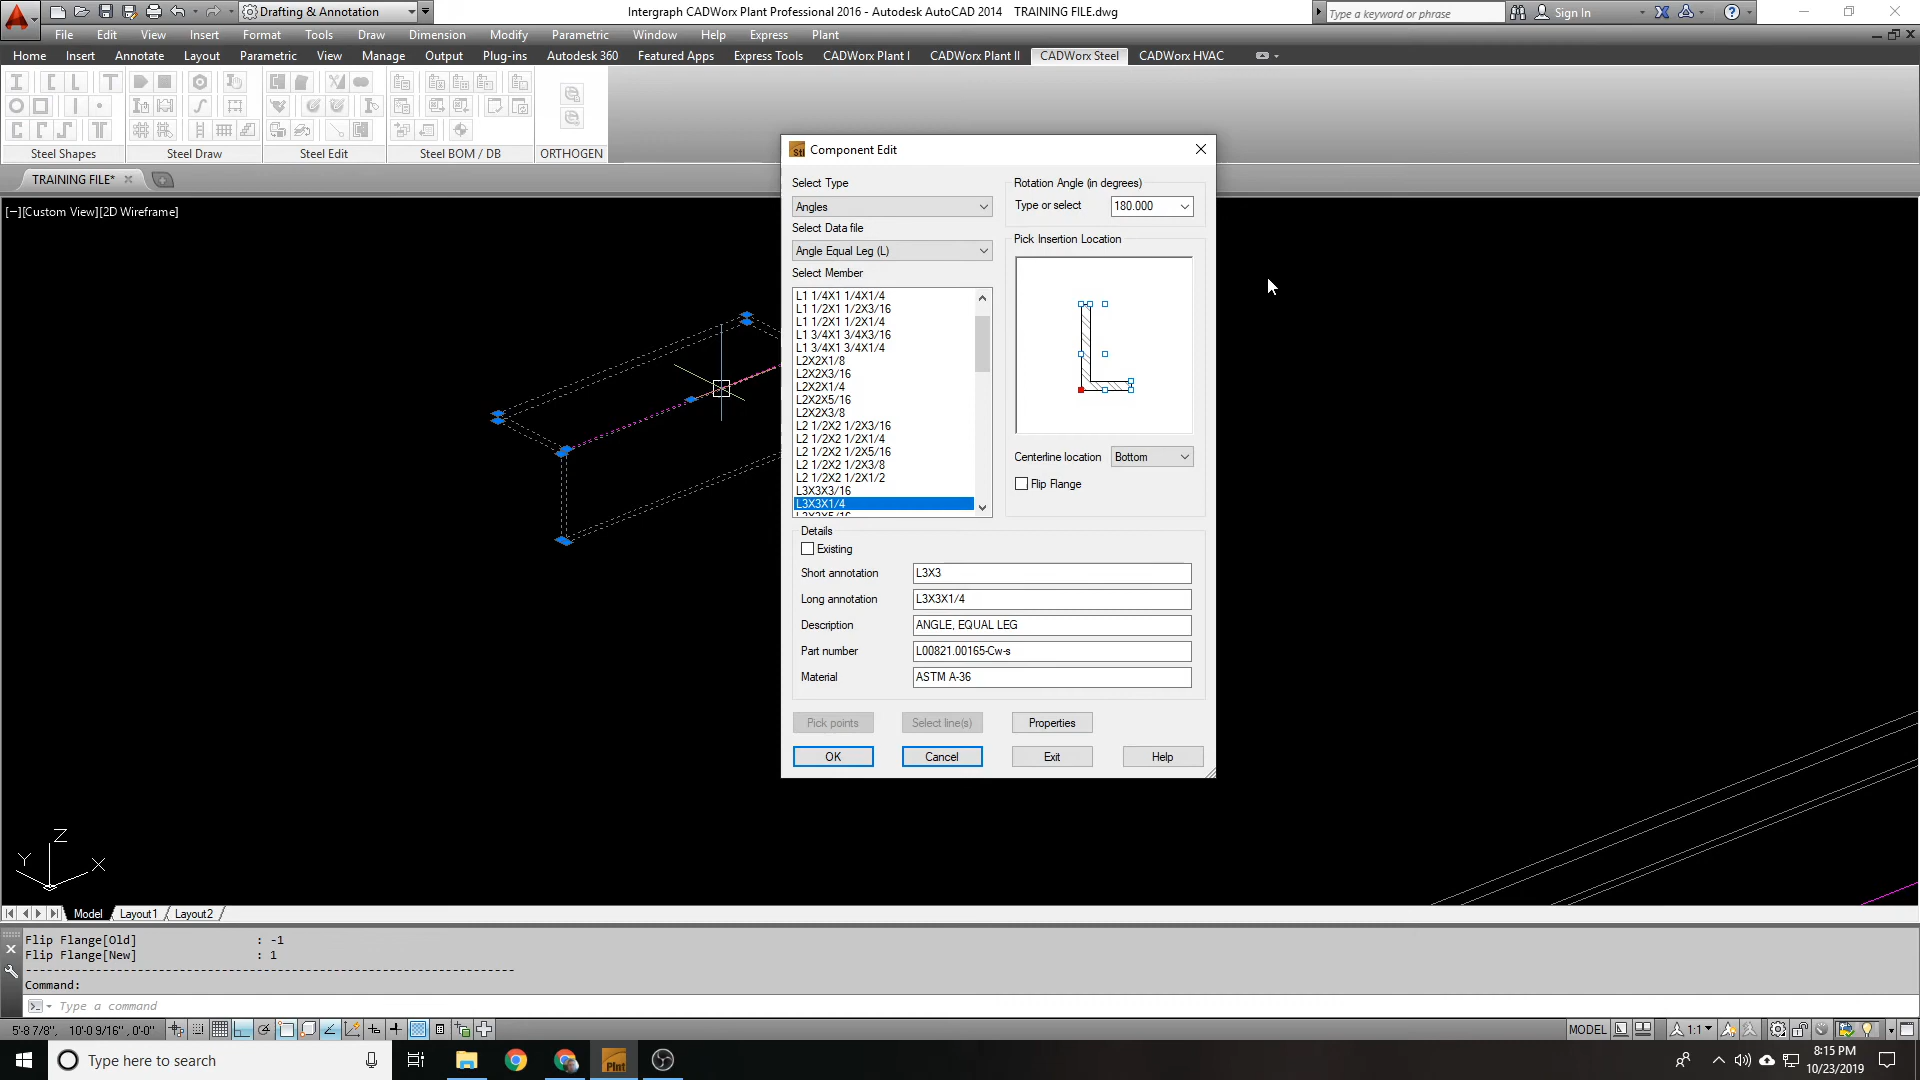 Drafting & Annotation
Intergraph CADWorx Plant Professional 2016 - Autodesk AutoCAD 2014 TRAINING FILE.dwg
Type a keyword or phrase
Sign In
File Edit View Insert Format Tools Draw Dimension Modify Parametric Window Help Express Plant
Home Insert Annotate Layout Parametric View Manage Output Plug-ins Autodesk 360 Featured Apps Express Tools CADWorx Plant I CADWorx Plant II CADWorx Steel CADWorx HVAC
Steel Shapes Steel Draw Steel Edit Steel BOM / DB ORTHOGEN
TRAINING FILE*
[−][Custom View][2D Wireframe]
Stl Component Edit
Select Type
Angles
Select Data file
Angle Equal Leg (L)
Select Member
L1 1/4X1 1/4X1/4
L1 1/2X1 1/2X3/16
L1 1/2X1 1/2X1/4
L1 3/4X1 3/4X3/16
L1 3/4X1 3/4X1/4
L2X2X1/8
L2X2X3/16
L2X2X1/4
L2X2X5/16
L2X2X3/8
L2 1/2X2 1/2X3/16
L2 1/2X2 1/2X1/4
L2 1/2X2 1/2X5/16
L2 1/2X2 1/2X3/8
L2 1/2X2 1/2X1/2
L3X3X3/16
L3X3X1/4
L3X3X5/16
Rotation Angle (in degrees)
Type or select 180.000
Pick Insertion Location
Centerline location Bottom
Flip Flange
Details
Existing
Short annotation L3X3
Long annotation L3X3X1/4
Description ANGLE, EQUAL LEG
Part number L00821.00165-Cw-s
Material ASTM A-36
Pick points Select line(s) Properties
OK Cancel Exit Help
Z
Y
X
Model Layout1 Layout2
Flip Flange[Old] : -1
Flip Flange[New] : 1
--------------------------------------------------------------------
Command:
Type a command
5'-8 7/8", 10'-0 9/16" , 0'-0"
MODEL
1:1
Type here to search
Plnt
8:15 PM
10/23/2019